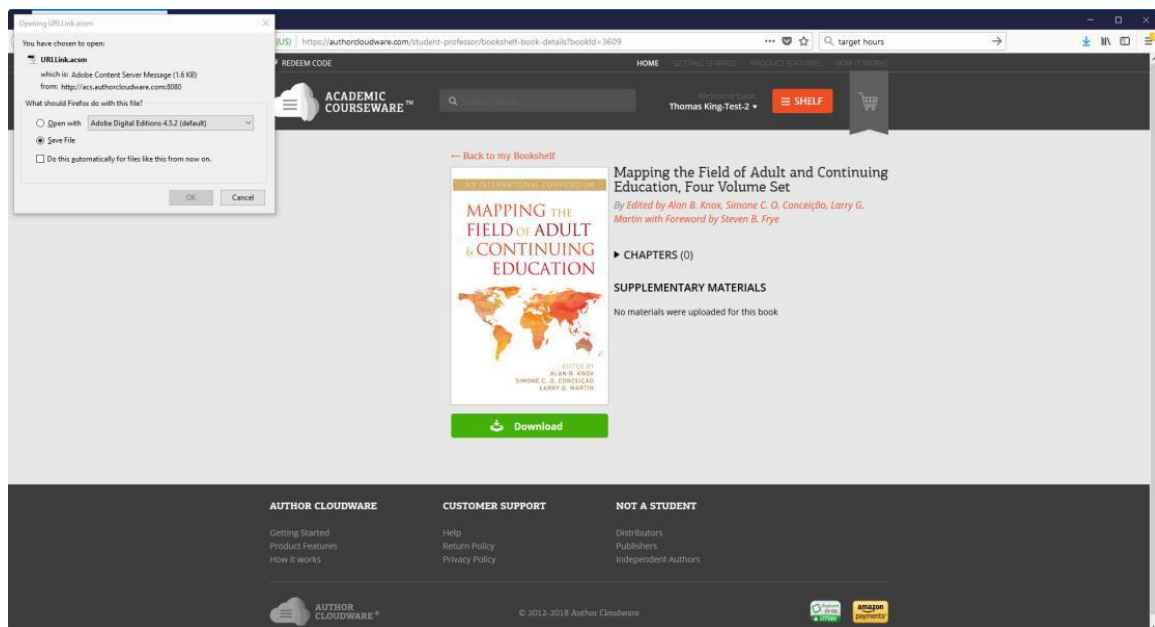 Opening URLLink.acsm
You have chosen to open:
URLLink.acsm
which is: Adobe Content Server Message (1.6 KB)
from: http://acs.authorcloudware.com:8080
What should Firefox do with this file?
Open with Adobe Digital Editions 4.5.2 (default)
Save File
Do this automatically for files like this from now on.
OK Cancel
(US) https://authorcloudware.com/student-professor/bookshelf-book-details?bookId=3609
target hours
REDEEM CODE
HOME GETTING STARTED PRODUCT FEATURES HOW IT WORKS
ACADEMIC
COURSEWARE™
Welcome back
Thomas King-Test-2
SHELF
← Back to my Bookshelf
AN INTERNATIONAL COMPENDIUM
MAPPING THE
FIELD OF ADULT
& CONTINUING
EDUCATION
EDITED BY
ALAN B. KNOX
SIMONE C. O. CONCEIÇÃO
LARRY G. MARTIN
Download
Mapping the Field of Adult and Continuing
Education, Four Volume Set
By Edited by Alan B. Knox, Simone C. O. Conceição, Larry G.
Martin with Foreword by Steven B. Frye
CHAPTERS (0)
SUPPLEMENTARY MATERIALS
No materials were uploaded for this book
AUTHOR CLOUDWARE
Getting Started
Product Features
How it works
CUSTOMER SUPPORT
Help
Return Policy
Privacy Policy
NOT A STUDENT
Distributors
Publishers
Independent Authors
AUTHOR
CLOUDWARE®
© 2012-2018 Author Cloudware
amazon
payments